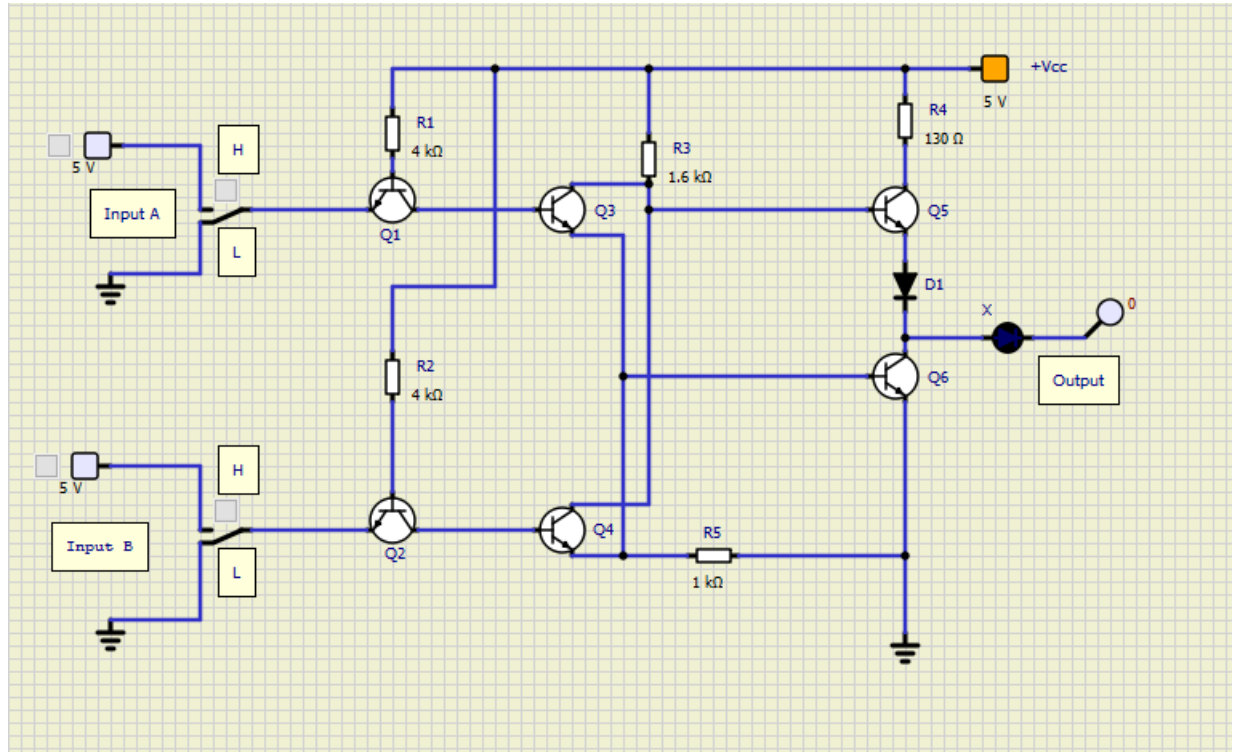 +Vcc
5 V
R1
4 kΩ
R3
1.6 kΩ
R4
130 Ω
5 V
H
Input A
L
Q1
Q3
Q5
D1
X
0
Output
R2
4 kΩ
Q6
5 V
H
Input B
L
Q2
Q4
R5
1 kΩ